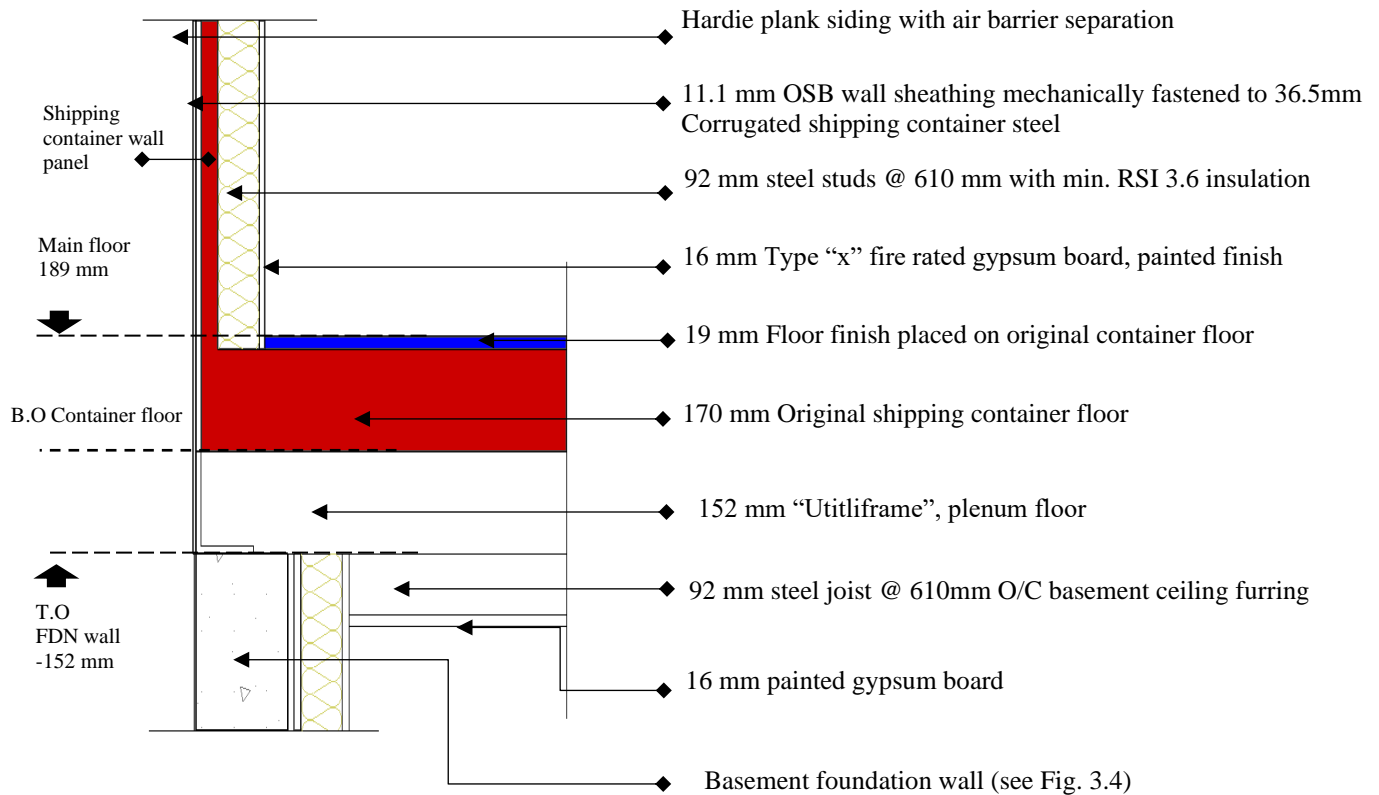 Hardie plank siding with air barrier separation
11.1 mm OSB wall sheathing mechanically fastened to 36.5mm
Corrugated shipping container steel
Shipping
container wall
panel
92 mm steel studs @ 610 mm with min. RSI 3.6 insulation
Main floor
189 mm
16 mm Type “x” fire rated gypsum board, painted finish
19 mm Floor finish placed on original container floor
B.O Container floor
170 mm Original shipping container floor
152 mm “Utitliframe”, plenum floor
92 mm steel joist @ 610mm O/C basement ceiling furring
T.O
FDN wall
-152 mm
16 mm painted gypsum board
Basement foundation wall (see Fig. 3.4)